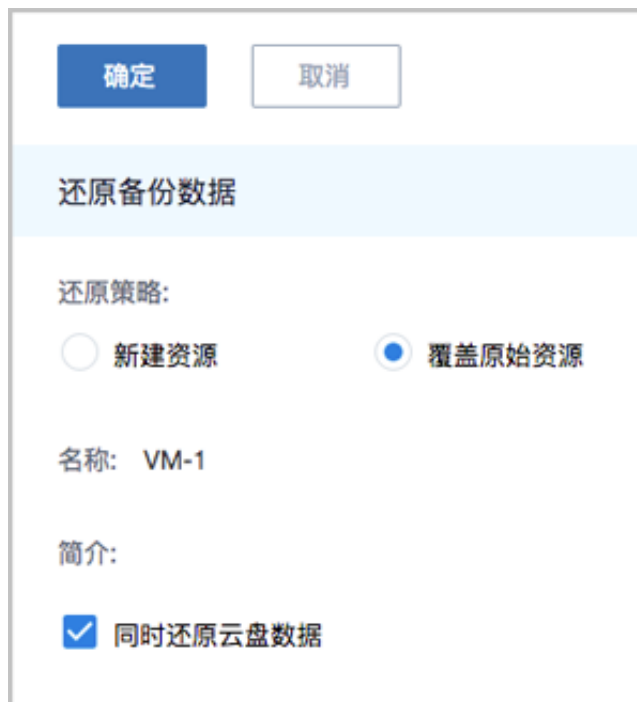 确定 取消
还原备份数据
还原策略:
新建资源 覆盖原始资源
名称: VM-1
简介:
同时还原云盘数据